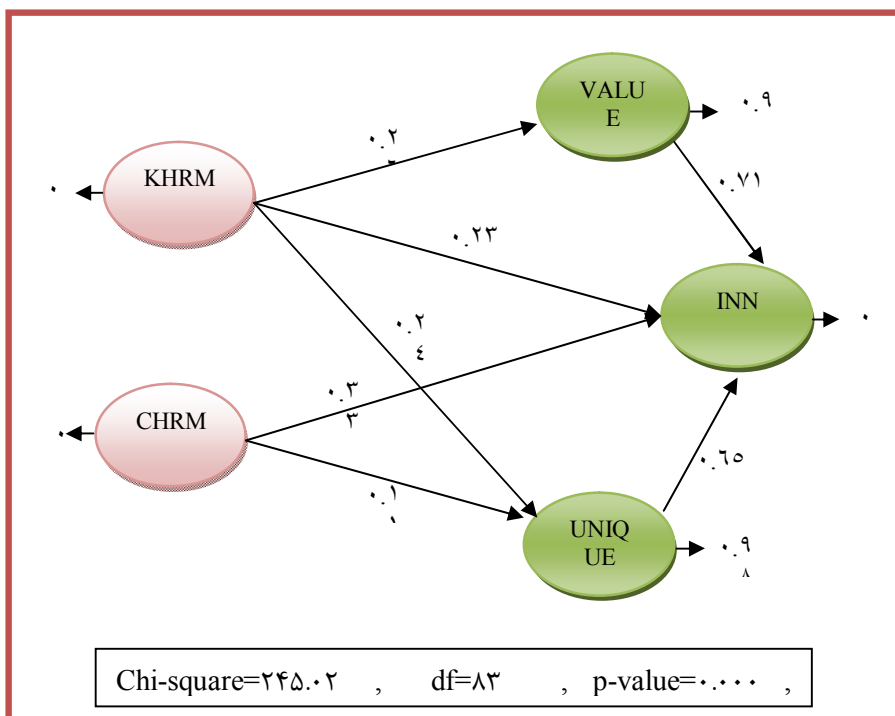 VALU
E
۰.۹
۰.۲
KHRM
۰
۰.۷۱
۰.۲۳
INN
۰
۰.۲
٤
۰.۳
۳
CHRM
۰
۰.٦٥
۰.۱
UNIQ
UE
۰.۹
۸
Chi-square=۲۴۵.۰۲ , df=۸۳ , p-value=۰.۰۰۰ ,